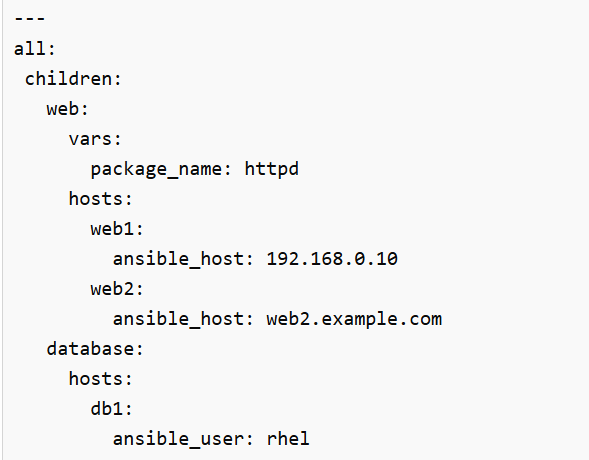 ---
all:
 children:
   web:
     vars:
       package_name: httpd
     hosts:
       web1:
         ansible_host: 192.168.0.10
       web2:
         ansible_host: web2.example.com
   database:
     hosts:
       db1:
         ansible_user: rhel